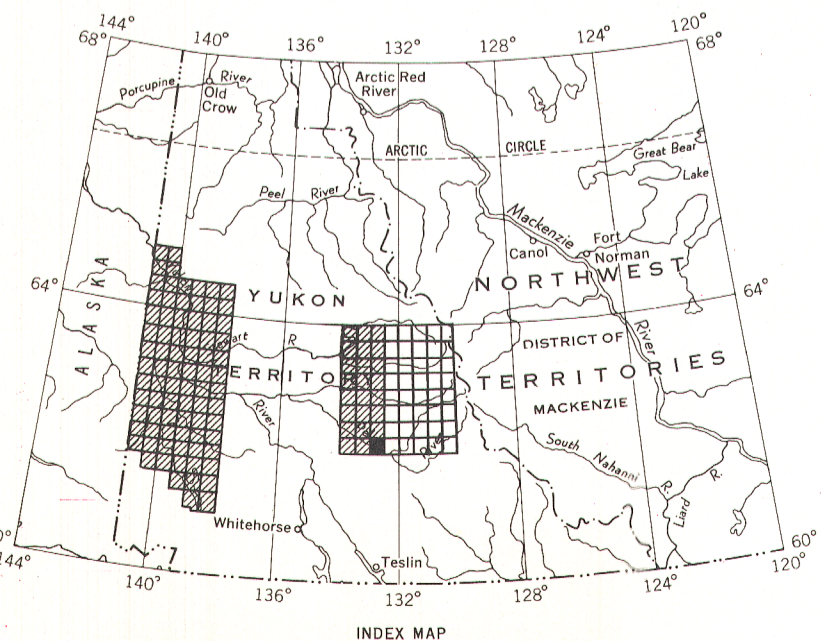 144°
68°
140°
136°
132°
128°
124°
120°
68°
Porcupine River
Old
Crow
Arctic Red
River
ARCTIC CIRCLE
Great Bear
Lake
Peel River
Mackenzie
Canol
Fort
Norman
NORTHWEST
64°
YUKON
64°
ALASKA
R.
DISTRICT OF
River
TERRITORY
TERRITORIES
MACKENZIE
River
River
South Nahanni R.
Liard R.
Whitehorse
Teslin
60°
144°
140°
136°
132°
128°
124°
120°
INDEX MAP